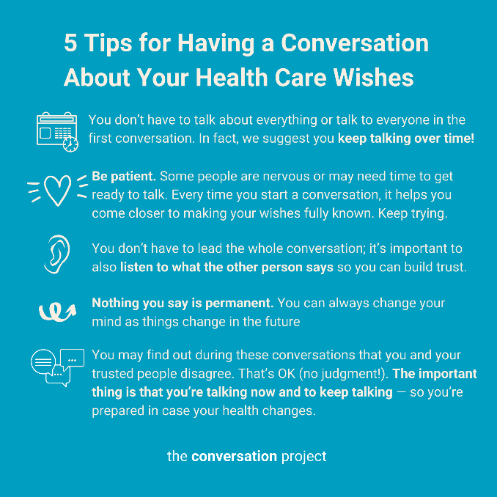 5 Tips for Having a Conversation
About Your Health Care Wishes
You don't have to talk about everything or talk to everyone in the
first conversation. In fact, we suggest you keep talking over time!
Be patient. Some people are nervous or may need time to get
ready to talk. Every time you start a conversation, it helps you
come closer to making your wishes fully known. Keep trying.
You don't have to lead the whole conversation; it's important to
also listen to what the other person says so you can build trust.
Nothing you say is permanent. You can always change your
mind as things change in the future
You may find out during these conversations that you and your
trusted people disagree. That's OK (no judgment!). The important
thing is that you're talking now and to keep talking — so you're
prepared in case your health changes.
the conversation project